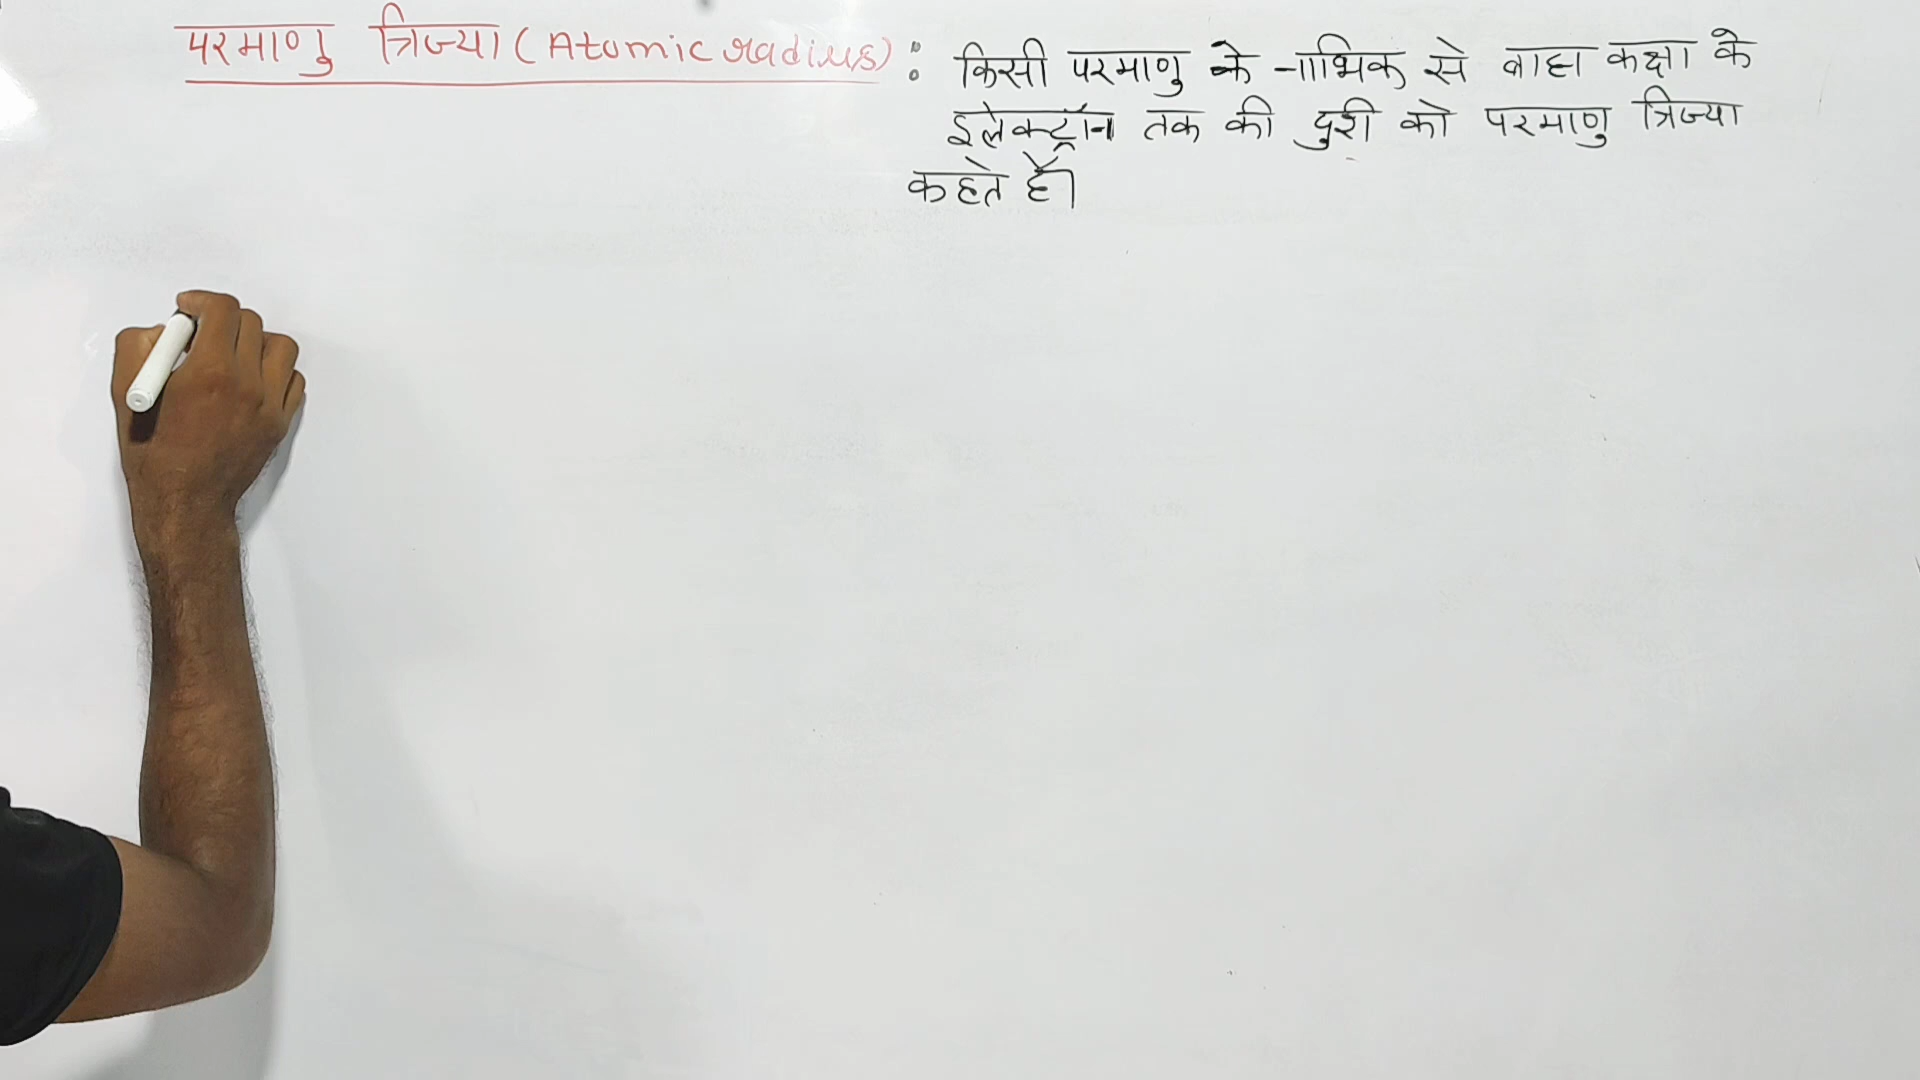 परमाणु त्रिज्या (Atomic radius) : किसी परमाणु के नाभिक से बाह्य कक्षा के
इलेक्ट्रॉन तक की दुरी को परमाणु त्रिज्या
कहते हैं।